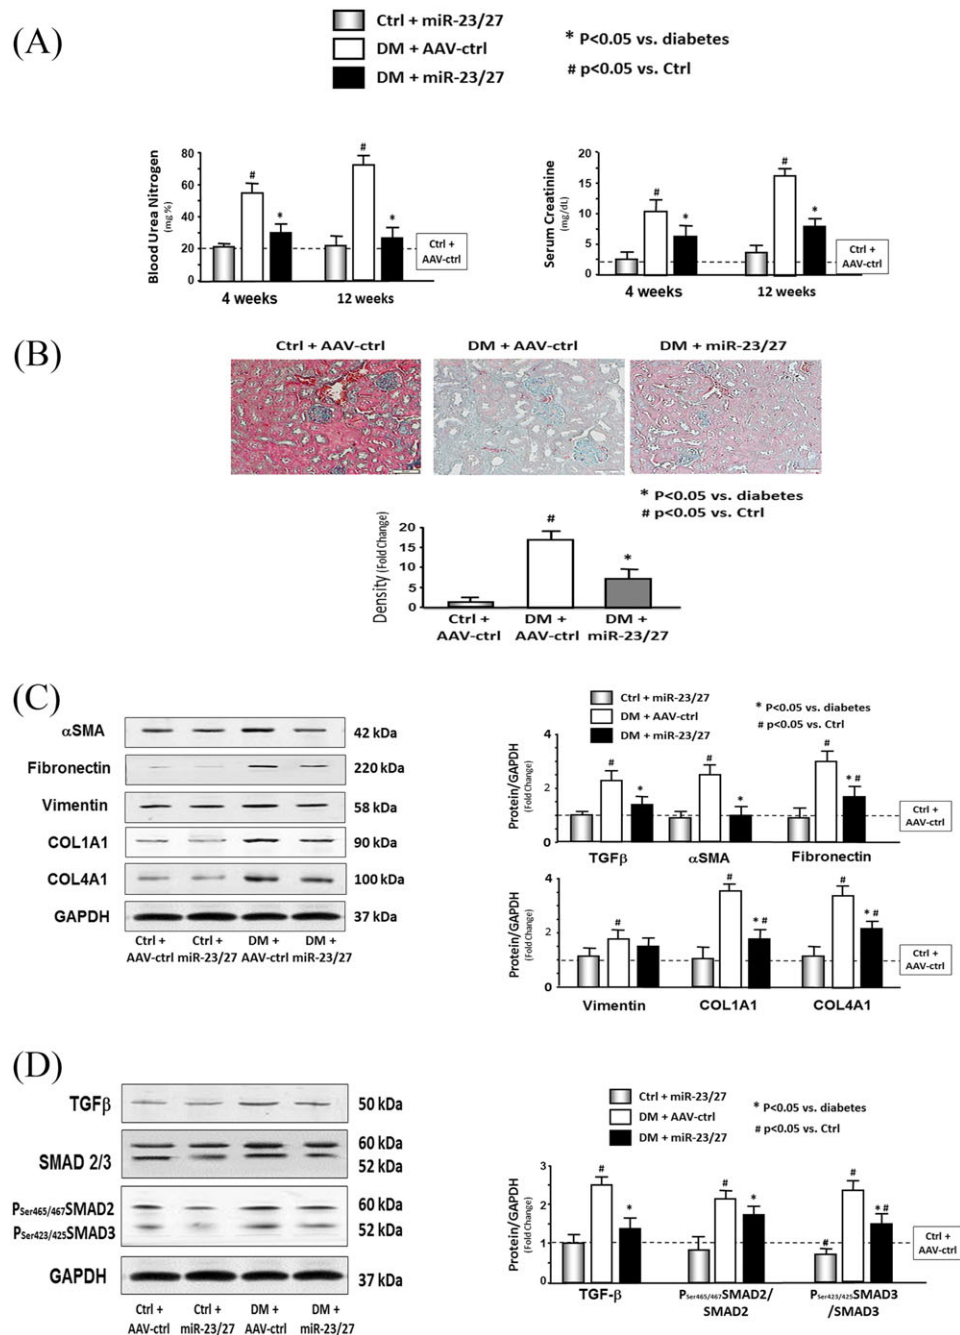 (A)
Ctrl + miR-23/27
DM + AAV-ctrl
DM + miR-23/27
* P<0.05 vs. diabetes
# p<0.05 vs. Ctrl
Blood Urea Nitrogen
(mg %)
80
60
40
20
0
#
*
#
*
4 weeks
12 weeks
Ctrl +
AAV-ctrl
Serum Creatinine
(mg/dL)
20
15
10
5
0
#
*
#
*
4 weeks
12 weeks
Ctrl +
AAV-ctrl
(B)
Ctrl + AAV-ctrl
DM + AAV-ctrl
DM + miR-23/27
* P<0.05 vs. diabetes
# p<0.05 vs. Ctrl
Density (Fold Change)
20
15
10
5
0
#
*
Ctrl +
AAV-ctrl
DM +
AAV-ctrl
DM +
miR-23/27
(C)
αSMA
42 kDa
Fibronectin
220 kDa
Vimentin
58 kDa
COL1A1
90 kDa
COL4A1
100 kDa
GAPDH
37 kDa
Ctrl +
AAV-ctrl
Ctrl +
miR-23/27
DM +
AAV-ctrl
DM +
miR-23/27
Ctrl + miR-23/27
DM + AAV-ctrl
DM + miR-23/27
* P<0.05 vs. diabetes
# p<0.05 vs. Ctrl
Protein/GAPDH
(Fold Change)
4
2
0
#
*
#
*
#
* #
TGFβ
αSMA
Fibronectin
Ctrl +
AAV-ctrl
Protein/GAPDH
(Fold Change)
4
2
0
#
#
* #
#
* #
Vimentin
COL1A1
COL4A1
Ctrl +
AAV-ctrl
(D)
TGFβ
50 kDa
SMAD 2/3
60 kDa
52 kDa
PSer465/467SMAD2
60 kDa
PSer423/425SMAD3
52 kDa
GAPDH
37 kDa
Ctrl +
AAV-ctrl
Ctrl +
miR-23/27
DM +
AAV-ctrl
DM +
miR-23/27
Ctrl + miR-23/27
DM + AAV-ctrl
DM + miR-23/27
* P<0.05 vs. diabetes
# p<0.05 vs. Ctrl
Protein/GAPDH
(Fold Change)
3
2
1
0
#
*
#
*
#
#
*#
TGF-β
PSer465/467SMAD2/
SMAD2
PSer423/425SMAD3
/SMAD3
Ctrl +
AAV-ctrl